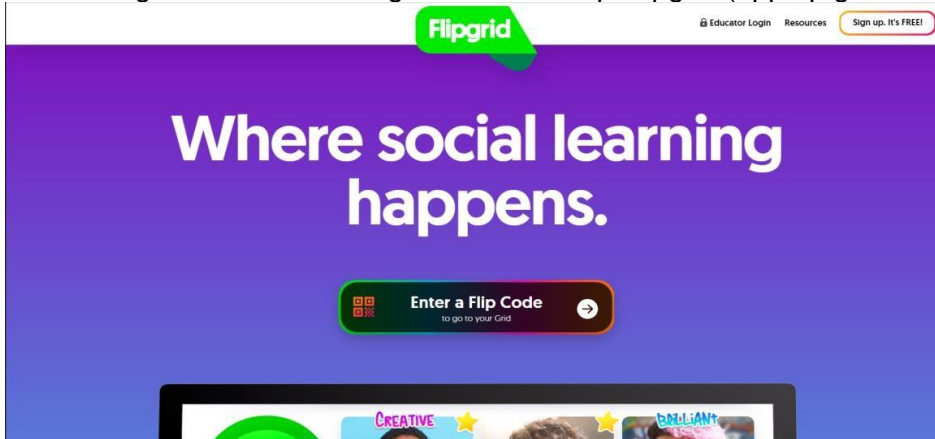 Flipgrid
Educator Login Resources Sign up. It's FREE!
Where social learning
happens.
Enter a Flip Code
to go to your Grid
CREATIVE BRILLIANT